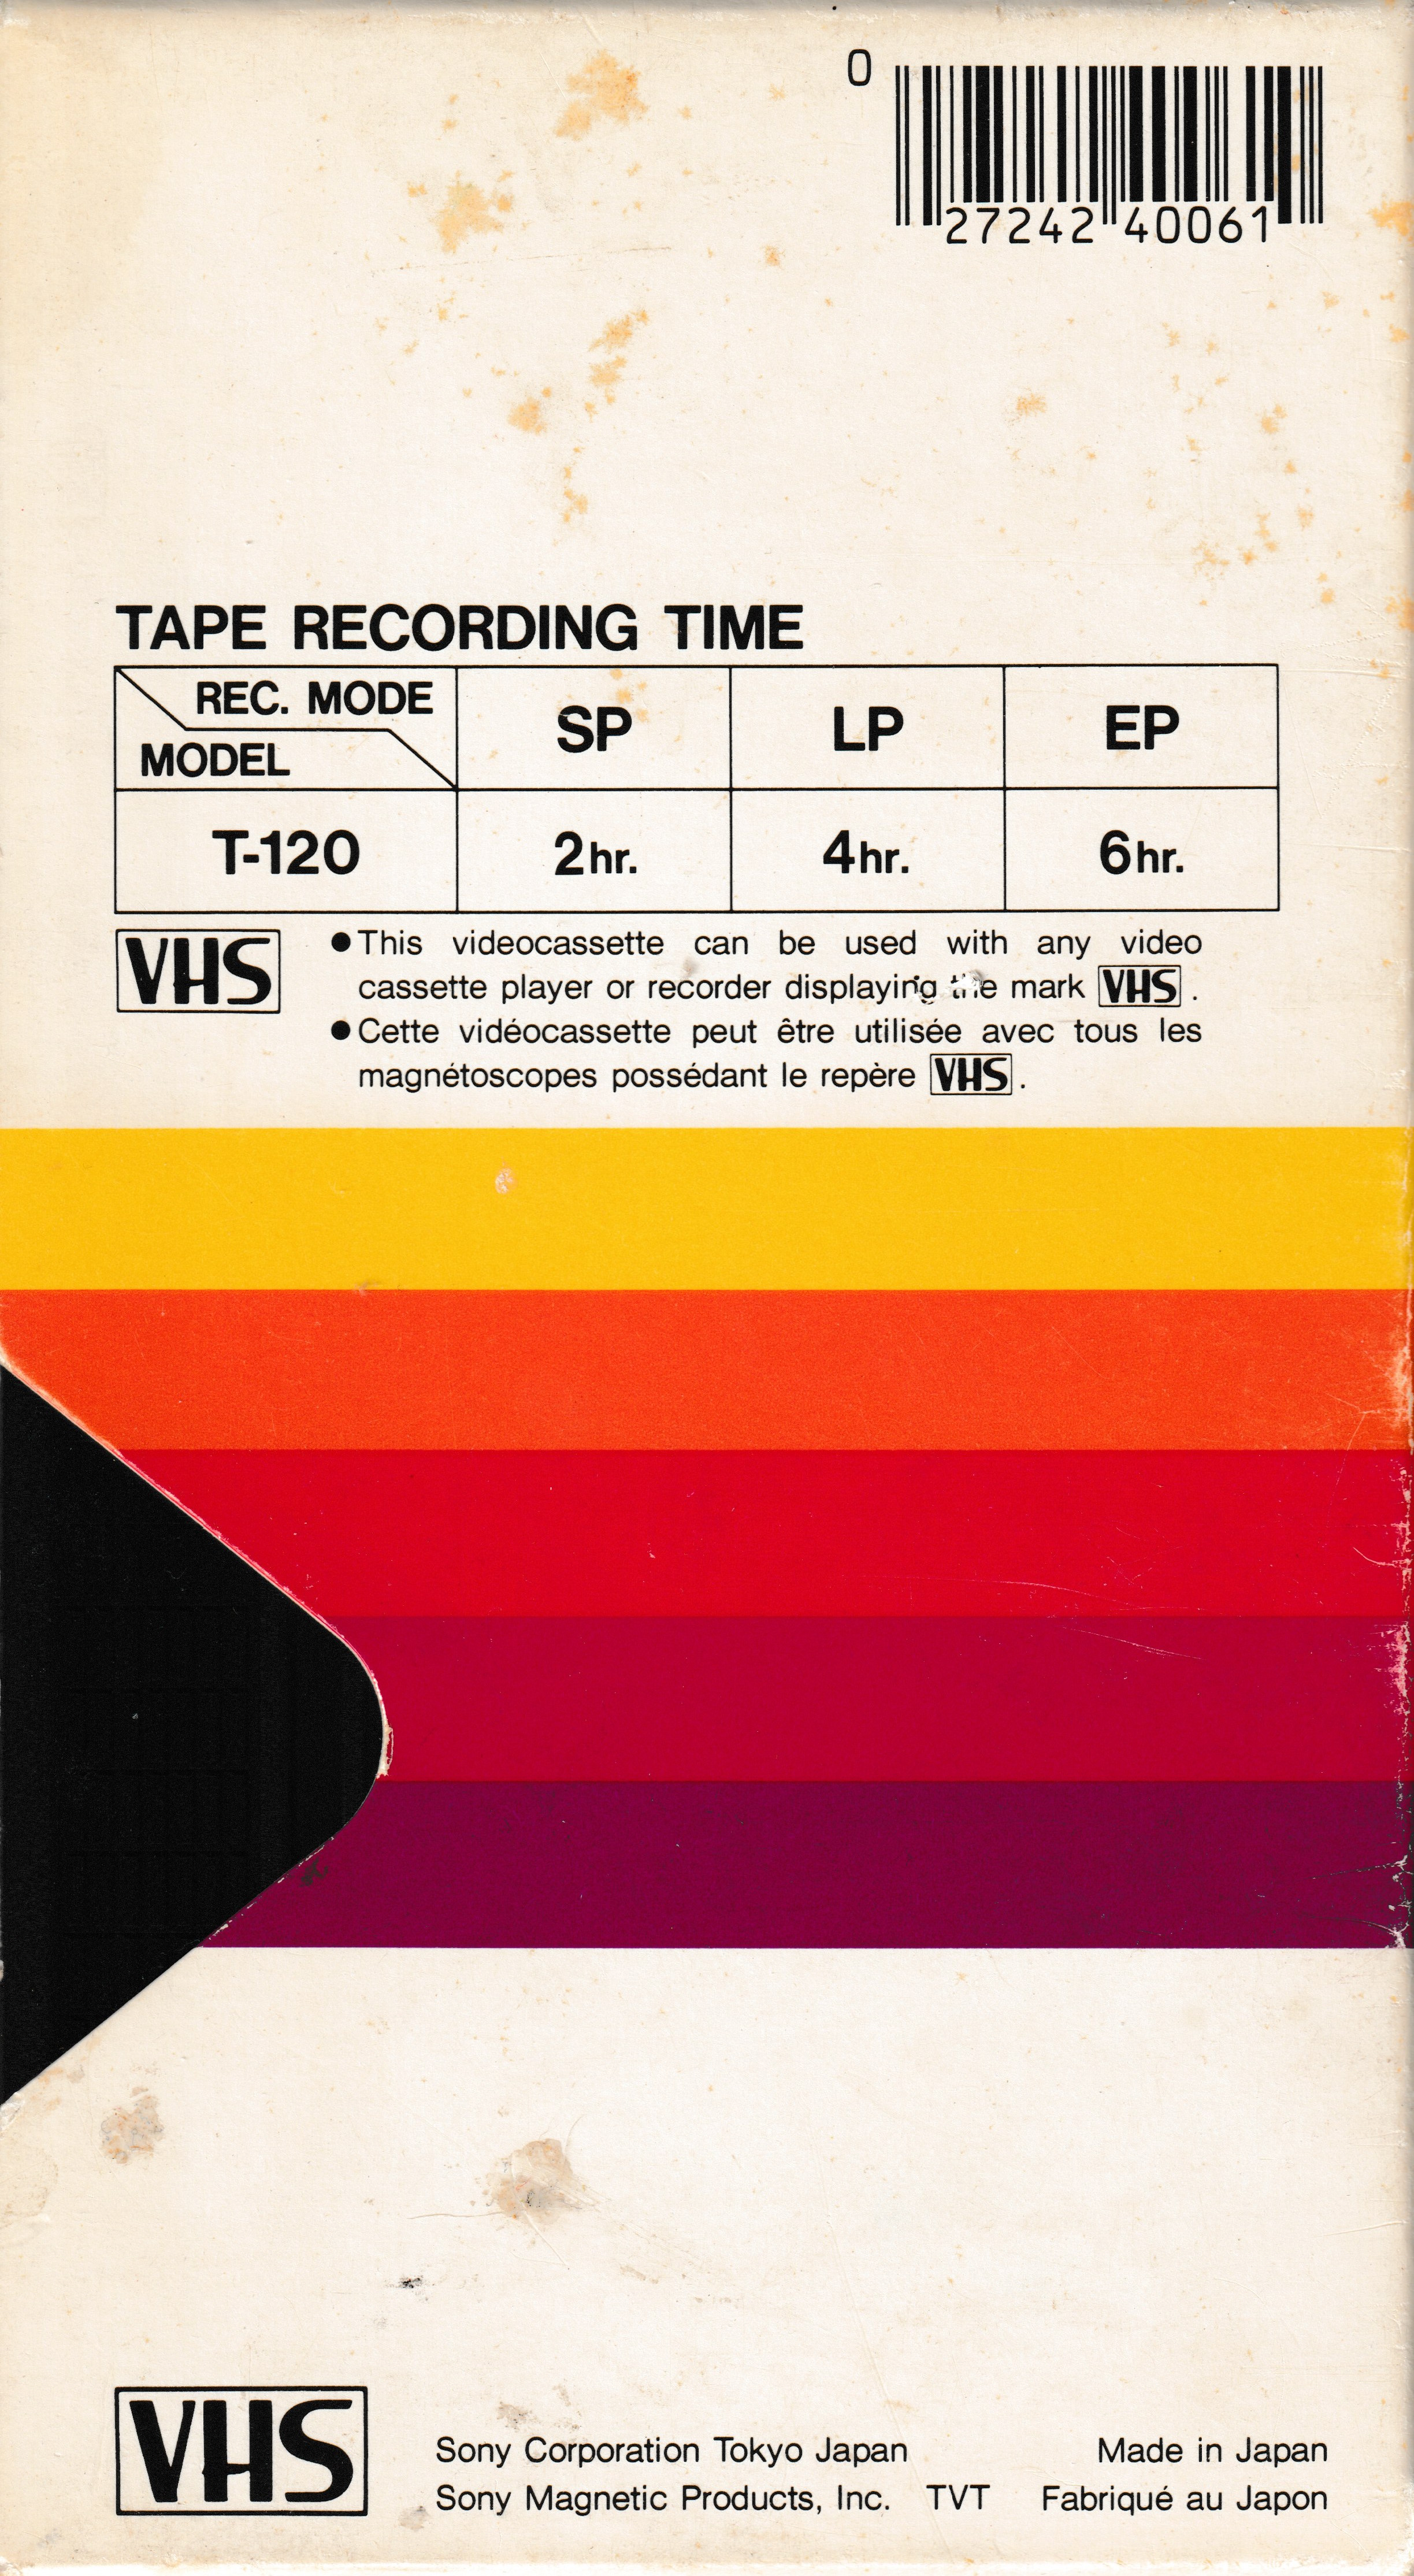 0
27242 40061
TAPE RECORDING TIME
REC. MODE
MODEL
SP LP EP
T-120 2hr. 4hr. 6hr.
VHS
●This videocassette can be used with any video
cassette player or recorder displaying the mark VHS.
●Cette vidéocassette peut être utilisée avec tous les
magnétoscopes possédant le repère VHS.
VHS
Sony Corporation Tokyo Japan Made in Japan
Sony Magnetic Products, Inc. TVT Fabriqué au Japon